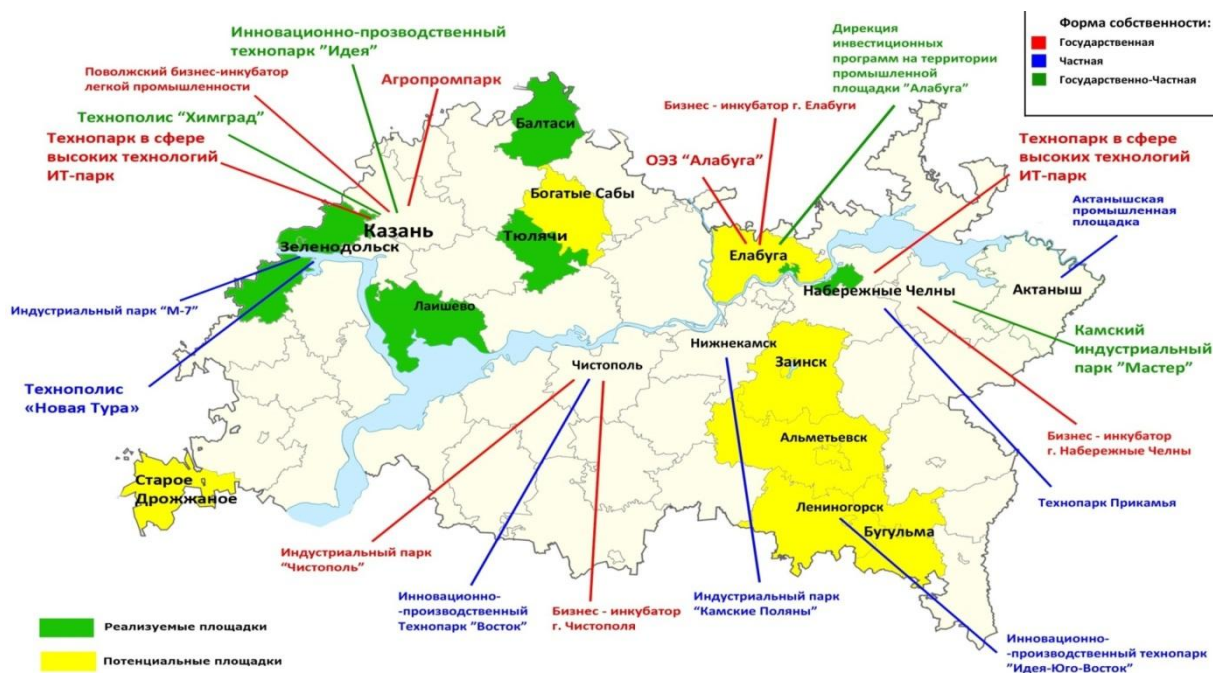 Инновационно-прозводственный
технопарк "Идея"
Поволжский бизнес-инкубатор
легкой промышленности
Агропромпарк
Технополис "Химград"
Технопарк в сфере
высоких технологий
ИТ-парк
Дирекция
инвестиционных
программ на территории
промышленной
площадки "Алабуга"
Форма собственности:
Государственная
Частная
Государственно-Частная
Бизнес - инкубатор г. Елабуги
ОЭЗ "Алабуга"
Технопарк в сфере
высоких технологий
ИТ-парк
Актанышская
промышленная
площадка
Балтаси
Богатые Сабы
Казань
Тюлячи
Зеленодольск
Елабуга
Набережные Челны
Актаныш
Лаишево
Индустриальный парк "М-7"
Нижнекамск
Камский
индустриальный
парк "Мастер"
Чистополь
Заинск
Технополис
«Новая Тура»
Альметьевск
Бизнес - инкубатор
г. Набережные Челны
Старое
Дрожжаное
Лениногорск
Бугульма
Технопарк Прикамья
Индустриальный парк
"Чистополь"
Инновационно-
-производственный
Технопарк "Восток"
Бизнес - инкубатор
г. Чистополя
Индустриальный парк
"Камские Поляны"
Инновационно-
-производственный технопарк
"Идея-Юго-Восток"
Реализуемые площадки
Потенциальные площадки